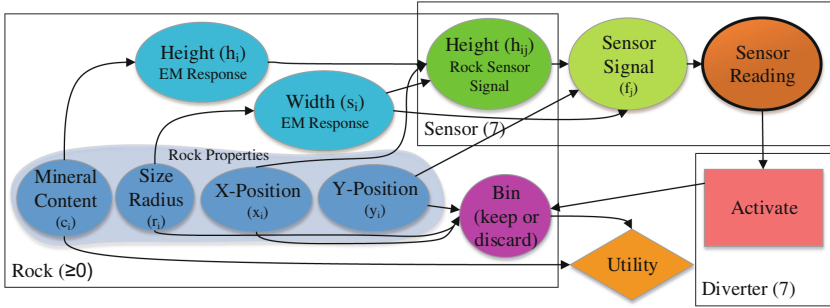 Height (hᵢ)
EM Response
Height (hᵢⱼ)
Rock Sensor
Signal
Sensor
Signal
(fⱼ)
Sensor
Reading
Width (sᵢ)
EM Response
Sensor (7)
Rock Properties
Mineral
Content
(cᵢ)
Size
Radius
(rᵢ)
X-Position
(xᵢ)
Y-Position
(yᵢ)
Bin
(keep or
discard)
Activate
Utility
Rock (≥0)
Diverter (7)